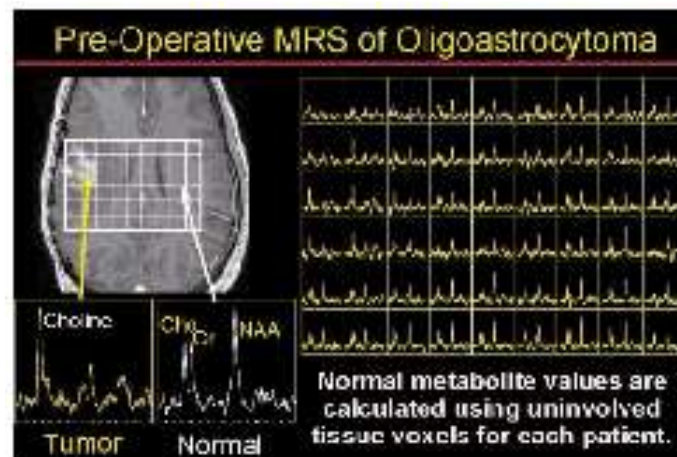 Pre-Operative MRS of Oligoastrocytoma
Choline
Cho
Cr
NAA
Tumor
Normal
Normal metabolite values are
calculated using uninvolved
tissue voxels for each patient.